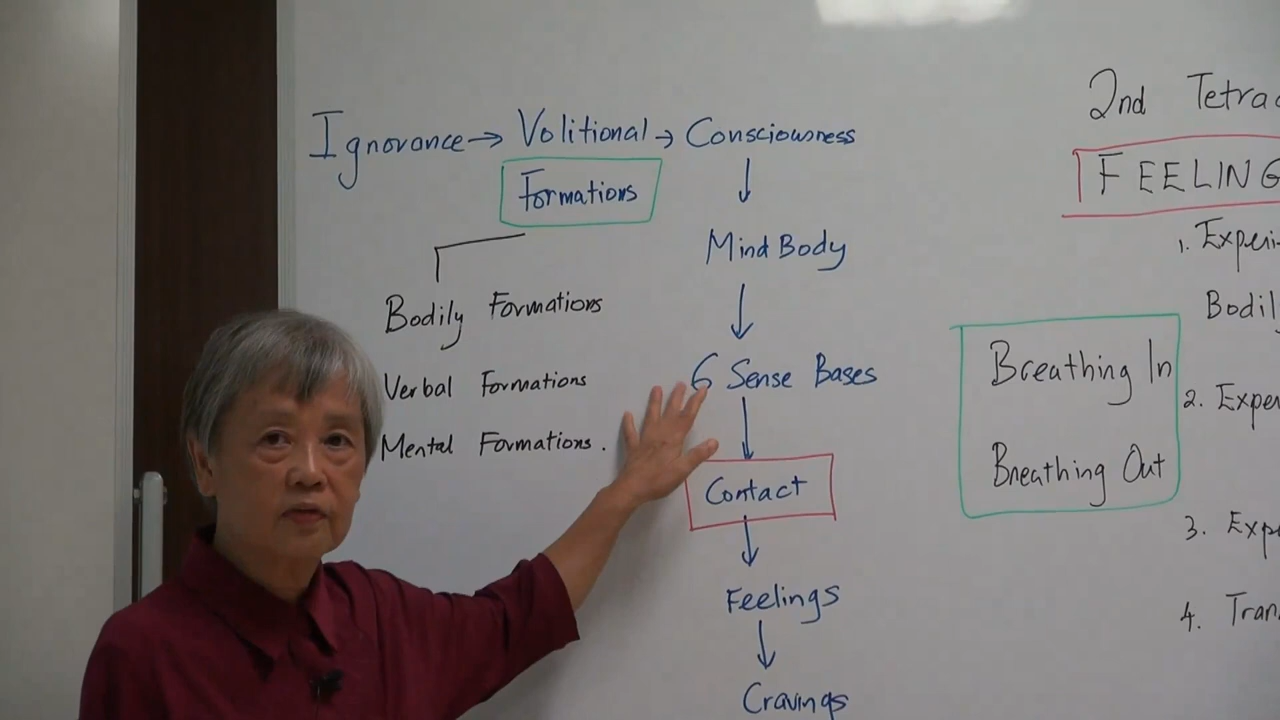 Ignorance → Volitional → Consciousness
Formations
↓
Mind Body
Bodily Formations
↓
Verbal Formations
6 Sense Bases
Mental Formations.
↓
Contact
↓
Feelings
↓
Cravings
2nd
FEELING
1.
Breathing In
Breathing Out
2.
3.
4.